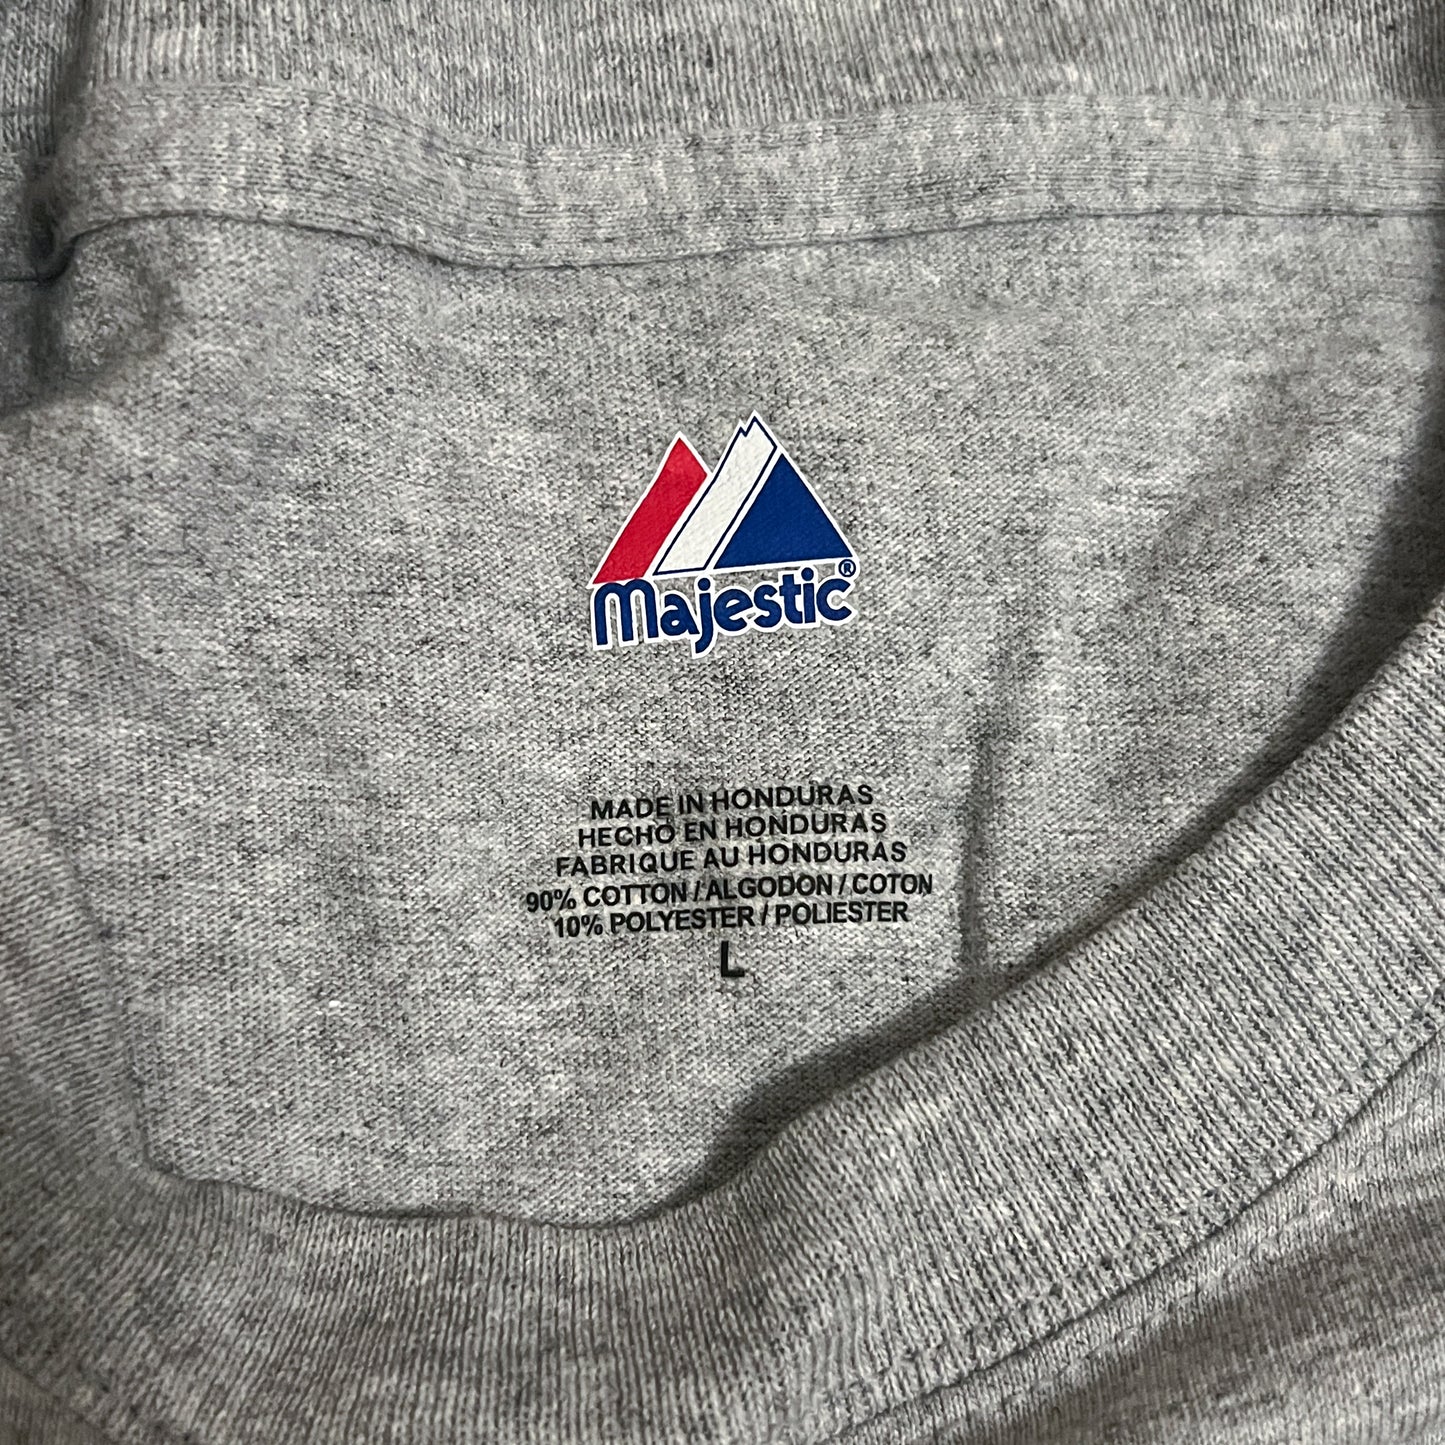 Majestic®
MADE IN HONDURAS
HECHO EN HONDURAS
FABRIQUE AU HONDURAS
90% COTTON / ALGODON / COTON
10% POLYESTER / POLIESTER
L